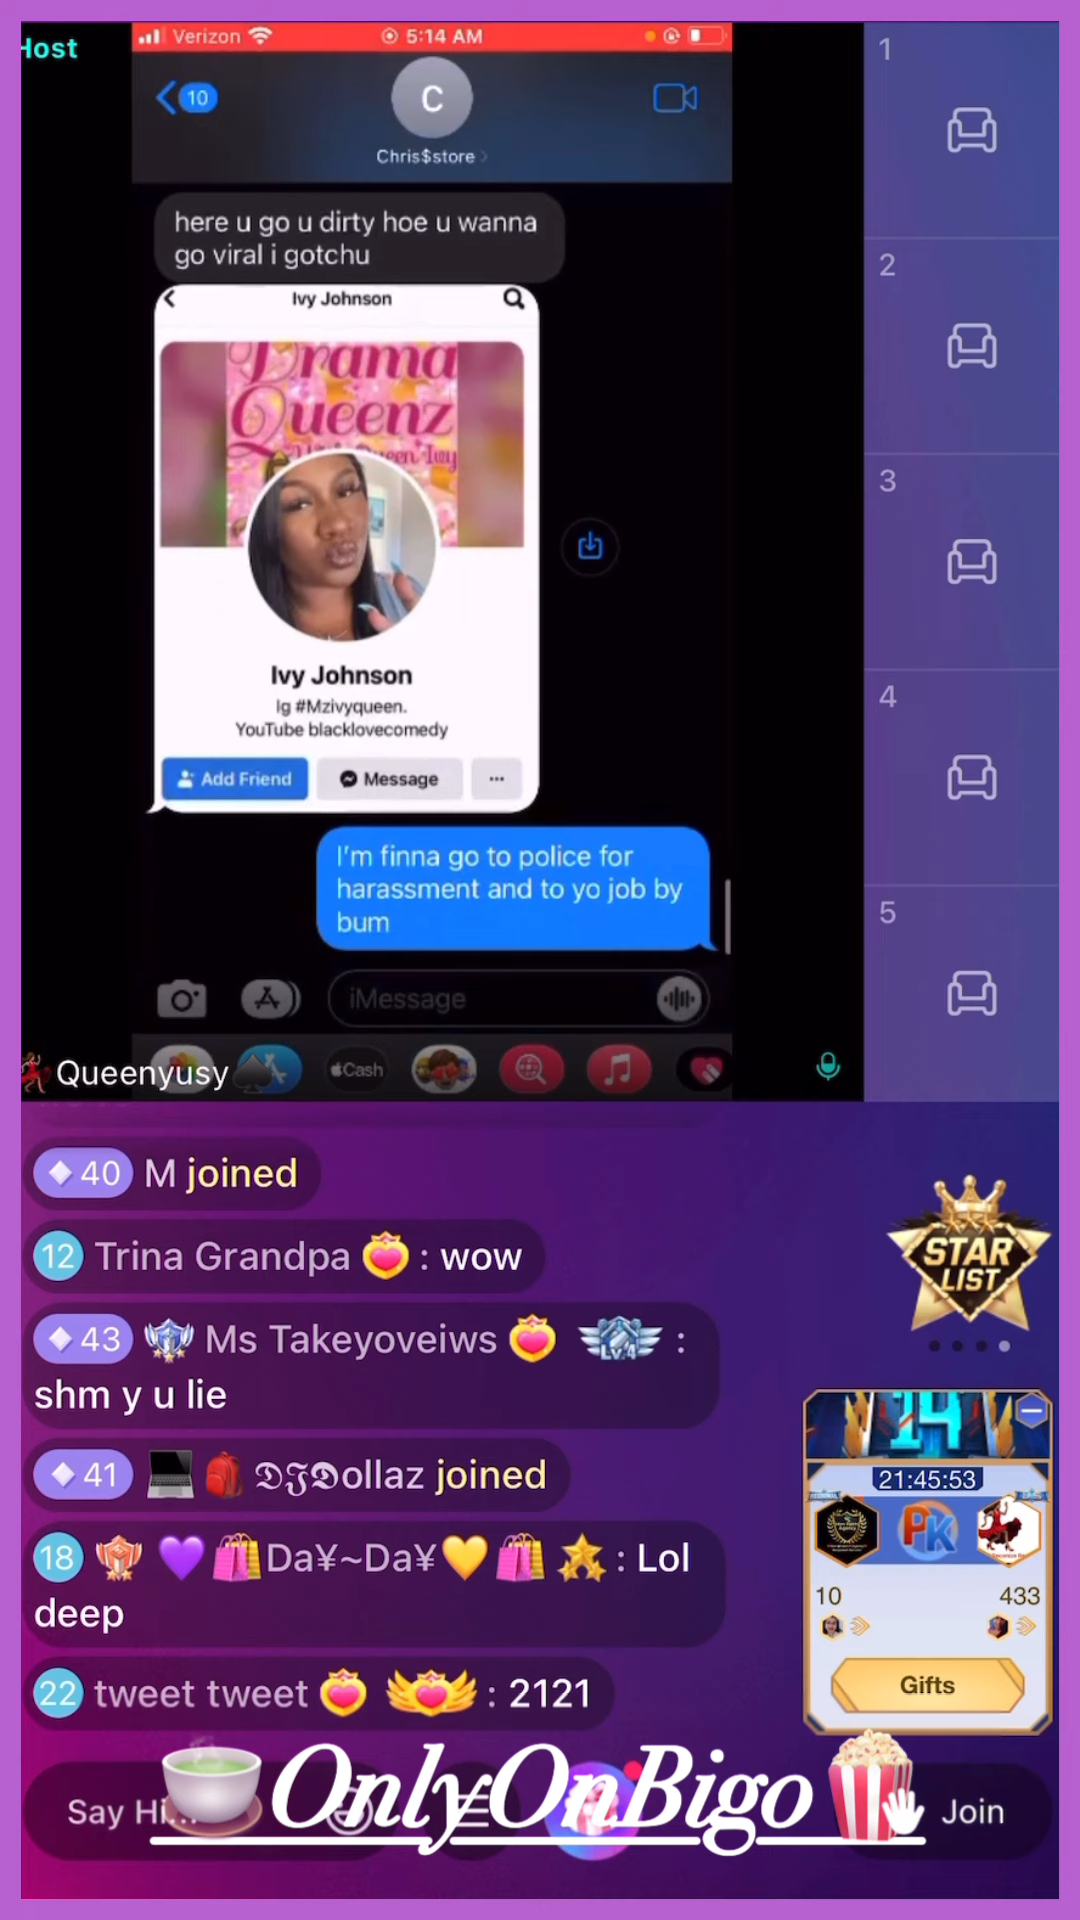 Host
Verizon
5:14 AM
10
C
Chris$store
here u go u dirty hoe u wanna
go viral i gotchu
Ivy Johnson
Drama
Queenz
Ivy Johnson
Ig #Mzivyqueen.
YouTube blacklovecomedy
Add Friend
Message
I'm finna go to police for
harassment and to yo job by
bum
iMessage
Cash
Queenyusy
1
2
3
4
5
40 M joined
12 Trina Grandpa : wow
43 Ms Takeyoveiws Lv.4 :
shm y u lie
41 𝕯𝕵𝕯ollaz joined
18 Da¥~Da¥ : Lol
deep
22 tweet tweet : 2121
STAR
LIST
14
21:45:53
PK
10
433
Gifts
Say Hi...
OnlyOnBigo
Join